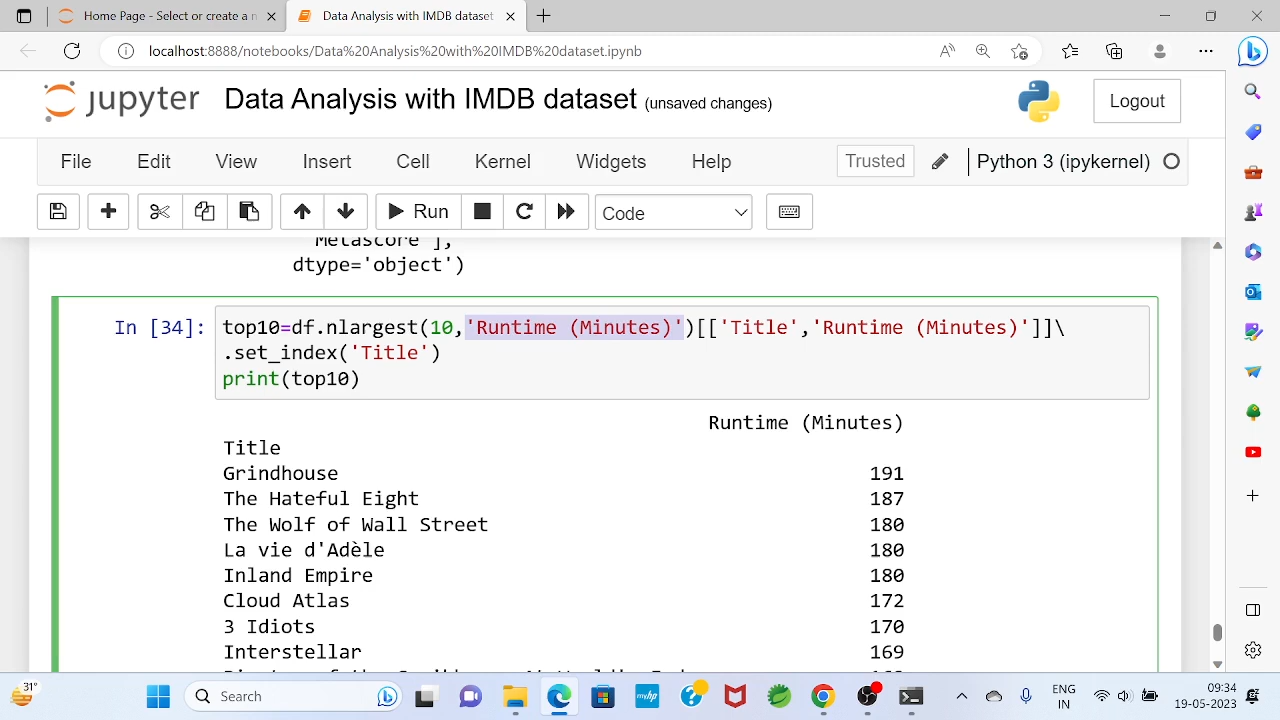 Home Page - Select or create a n
Data Analysis with IMDB dataset
localhost:8888/notebooks/Data%20Analysis%20with%20IMDB%20dataset.ipynb
jupyter Data Analysis with IMDB dataset (unsaved changes)
Logout
File Edit View Insert Cell Kernel Widgets Help
Trusted
Python 3 (ipykernel)
Run
Code
'Metascore'],
dtype='object')
In [34]: top10=df.nlargest(10,'Runtime (Minutes)')[['Title','Runtime (Minutes)']]\
.set_index('Title')
print(top10)
Runtime (Minutes)
Title
Grindhouse 191
The Hateful Eight 187
The Wolf of Wall Street 180
La vie d'Adèle 180
Inland Empire 180
Cloud Atlas 172
3 Idiots 170
Interstellar 169
31°
Search
ENG
IN
09:34
19-05-2023